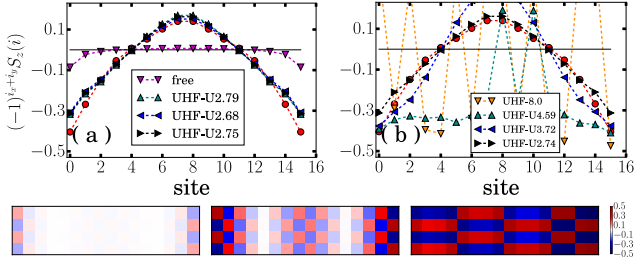 (−1)^{i_x+i_y} S_z(i)
0.1
−0.1
−0.3
−0.5
free
UHF-U2.79
UHF-U2.68
UHF-U2.75
( a )
0 2 4 6 8 10 12 14 16
site
0.1
−0.1
−0.3
−0.5
UHF-8.0
UHF-U4.59
UHF-U3.72
UHF-U2.74
( b )
0 2 4 6 8 10 12 14 16
site
0.5
0.3
0.1
−0.1
−0.3
−0.5